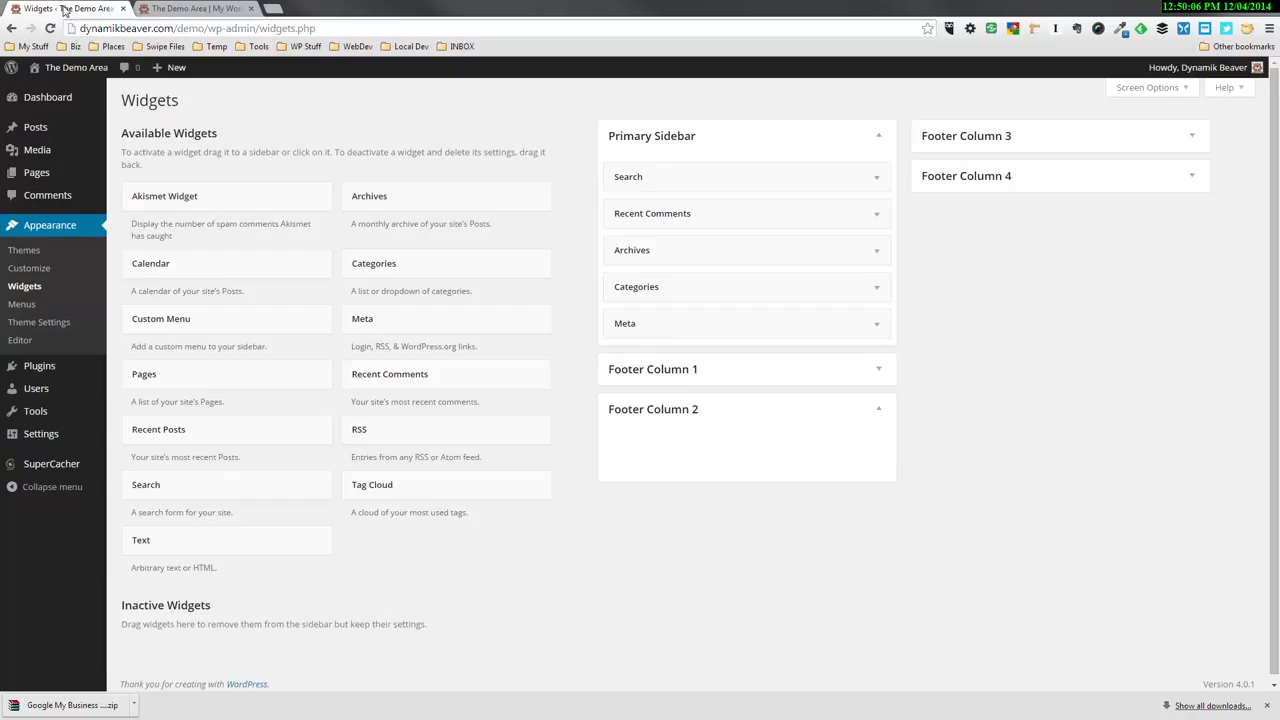 12:50:06 PM 12/04/2014
Widgets ‹ The Demo Area
The Demo Area | My Wor
dynamikbeaver.com/demo/wp-admin/widgets.php
My Stuff
Biz
Places
Swipe Files
Temp
Tools
WP Stuff
WebDev
Local Dev
INBOX
Other bookmarks
The Demo Area
0
New
Howdy, Dynamik Beaver
Screen Options
Help
Dashboard
Posts
Media
Pages
Comments
Appearance
Themes
Customize
Widgets
Menus
Theme Settings
Editor
Plugins
Users
Tools
Settings
SuperCacher
Collapse menu
Widgets
Available Widgets
To activate a widget drag it to a sidebar or click on it. To deactivate a widget and delete its settings, drag it
back.
Akismet Widget
Archives
Display the number of spam comments Akismet
has caught
A monthly archive of your site's Posts.
Calendar
Categories
A calendar of your site's Posts.
A list or dropdown of categories.
Custom Menu
Meta
Add a custom menu to your sidebar.
Login, RSS, & WordPress.org links.
Pages
Recent Comments
A list of your site's Pages.
Your site's most recent comments.
Recent Posts
RSS
Your site's most recent Posts.
Entries from any RSS or Atom feed.
Search
Tag Cloud
A search form for your site.
A cloud of your most used tags.
Text
Arbitrary text or HTML.
Inactive Widgets
Drag widgets here to remove them from the sidebar but keep their settings.
Primary Sidebar
Search
Recent Comments
Archives
Categories
Meta
Footer Column 1
Footer Column 2
Footer Column 3
Footer Column 4
Thank you for creating with WordPress.
Version 4.0.1
Google My Business ....zip
Show all downloads...